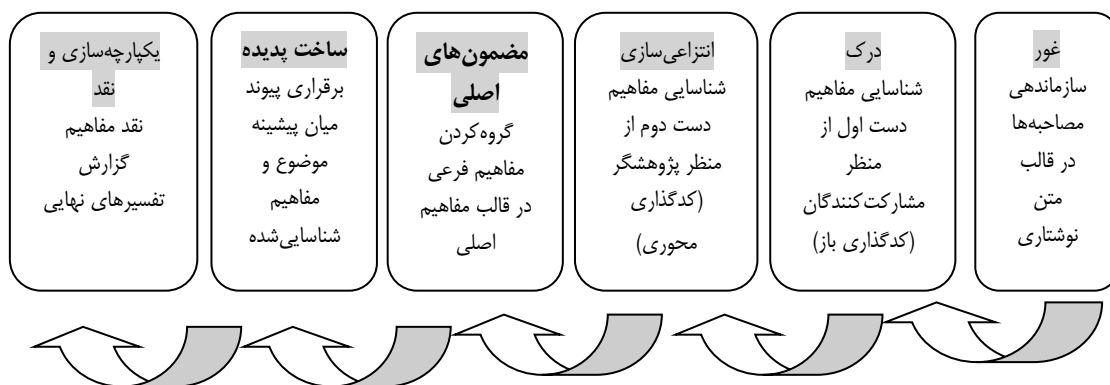 غور
سازماندهی
مصاحبه‌ها
در قالب
متن
نوشتاری
درک
شناسایی مفاهیم
دست اول از
منظر
مشارکت‌کنندگان
(کدگذاری باز)
انتزاعی‌سازی
شناسایی مفاهیم
دست دوم از
منظر پژوهشگر
(کدگذاری
محوری)
مضمون‌های
اصلی
گروه‌کردن
مفاهیم فرعی
در قالب مفاهیم
اصلی
ساخت پدیده
برقراری پیوند
میان پیشینه
موضوع و
مفاهیم
شناسایی‌شده
یکپارچه‌سازی و
نقد
نقد مفاهیم
گزارش
تفسیرهای نهایی